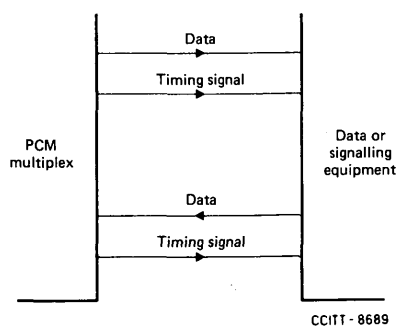 Data
Timing signal
PCM
multiplex
Data or
signalling
equipment
Data
Timing signal
CCITT - 8689